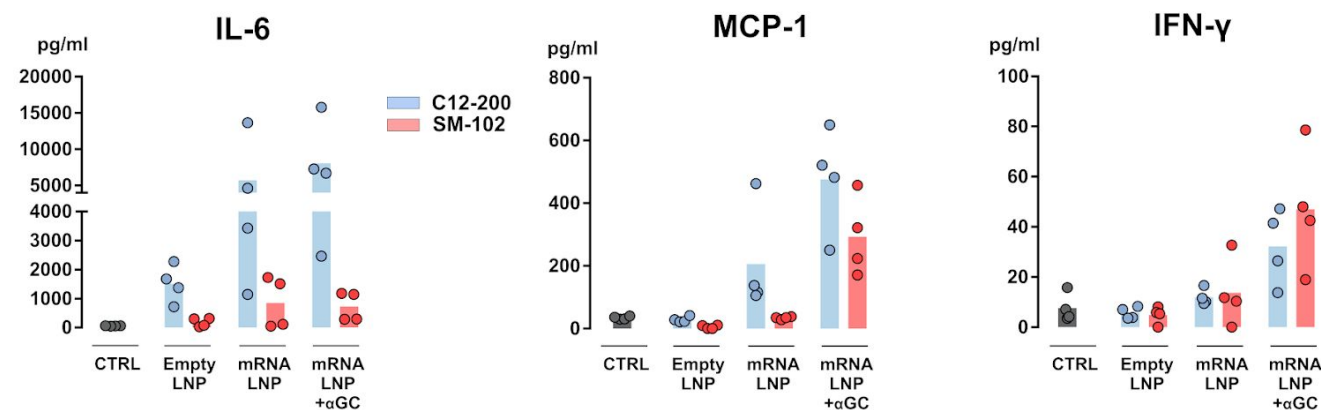 IL-6
pg/ml
20000
15000
10000
5000
4000
3000
2000
1000
0
CTRL
Empty
LNP
mRNA
LNP
mRNA
LNP
+αGC
C12-200
SM-102
MCP-1
pg/ml
800
600
400
200
0
CTRL
Empty
LNP
mRNA
LNP
mRNA
LNP
+αGC
IFN-γ
pg/ml
100
80
60
40
20
0
CTRL
Empty
LNP
mRNA
LNP
mRNA
LNP
+αGC